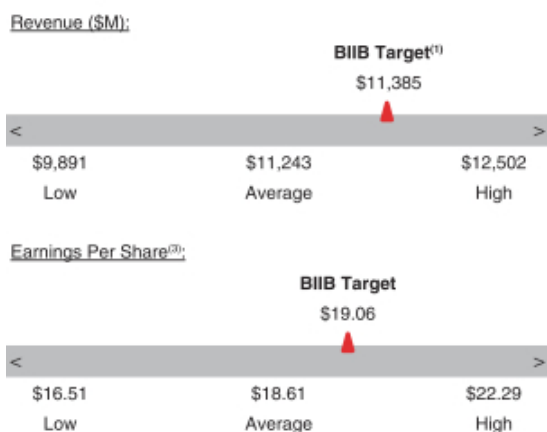 Revenue ($M):
BIIB Target(1)
$11,385
< >
$9,891 $11,243 $12,502
Low Average High
Earnings Per Share(3):
BIIB Target
$19.06
< >
$16.51 $18.61 $22.29
Low Average High